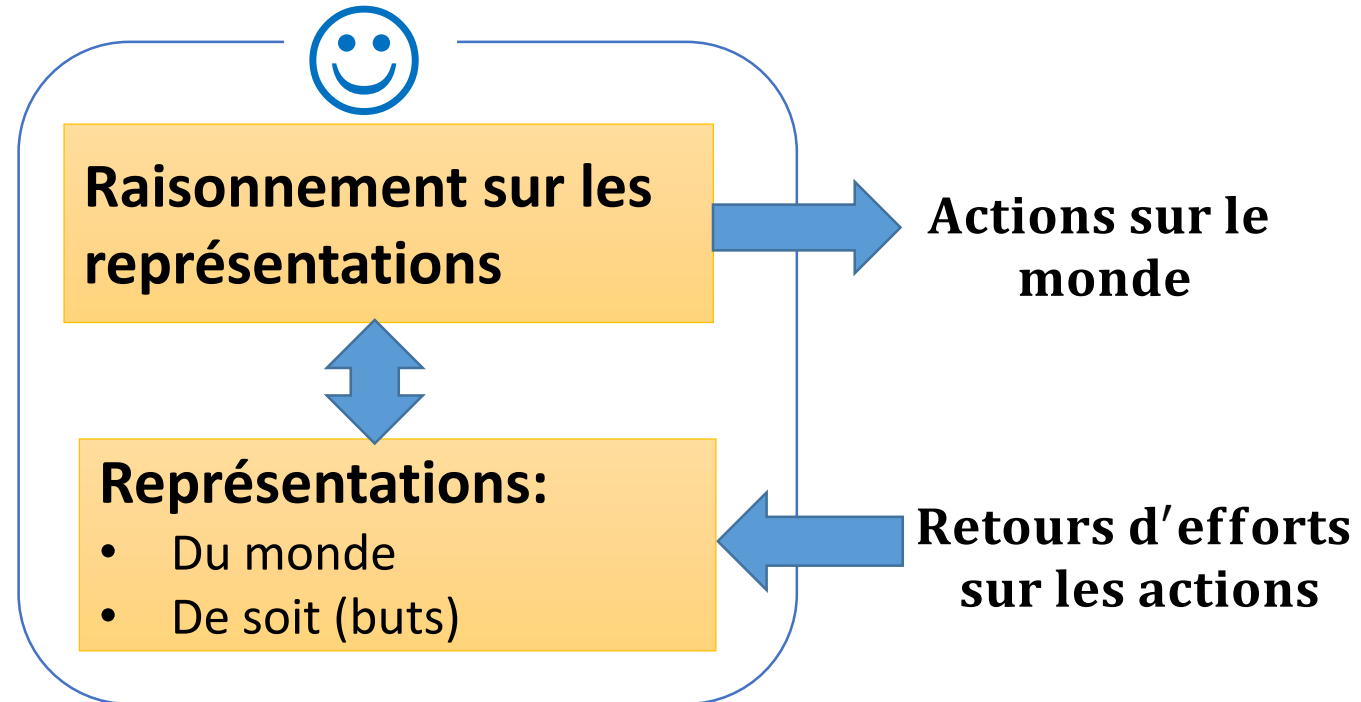 Raisonnement sur les
représentations
Actions sur le
monde
Représentations:
• Du monde
• De soit (buts)
Retours d′efforts
sur les actions